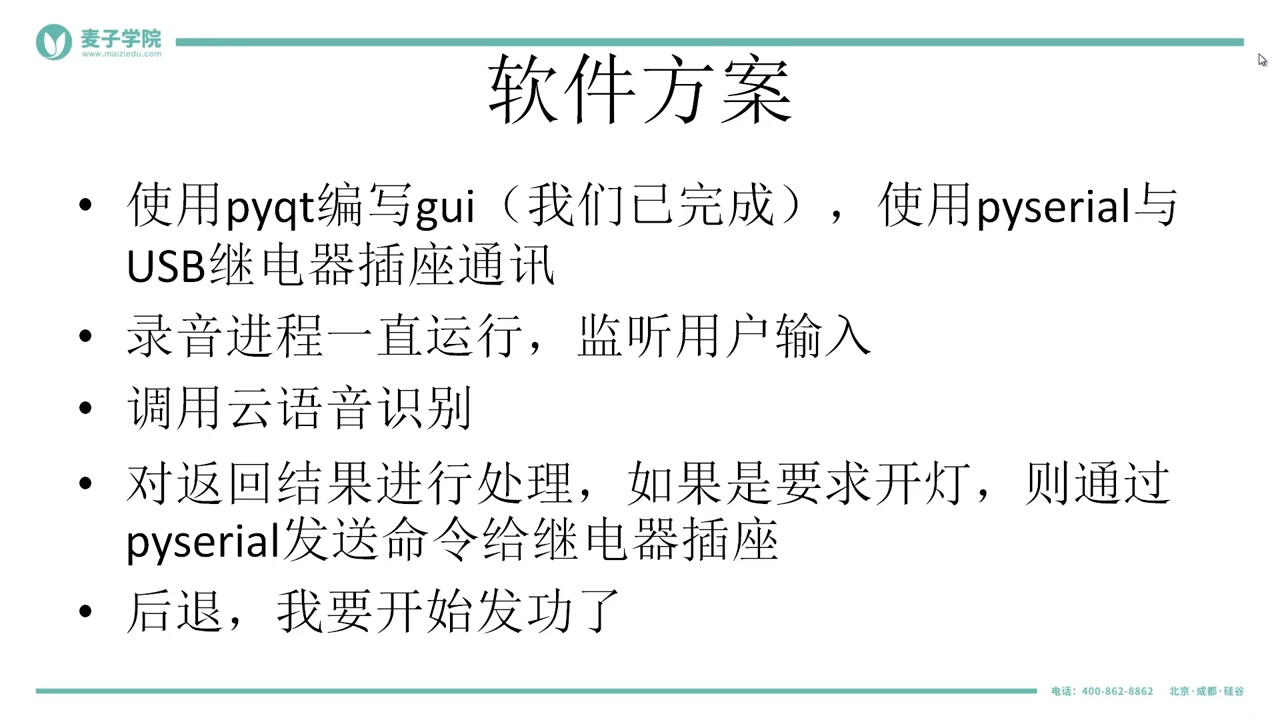 麦子学院
www.maiziedu.com
软件方案
• 使用pyqt编写gui（我们已完成），使用pyserial与
USB继电器插座通讯
• 录音进程一直运行，监听用户输入
• 调用云语音识别
• 对返回结果进行处理，如果是要求开灯，则通过
pyserial发送命令给继电器插座
• 后退，我要开始发功了
电话：400-862-8862 北京·成都·硅谷